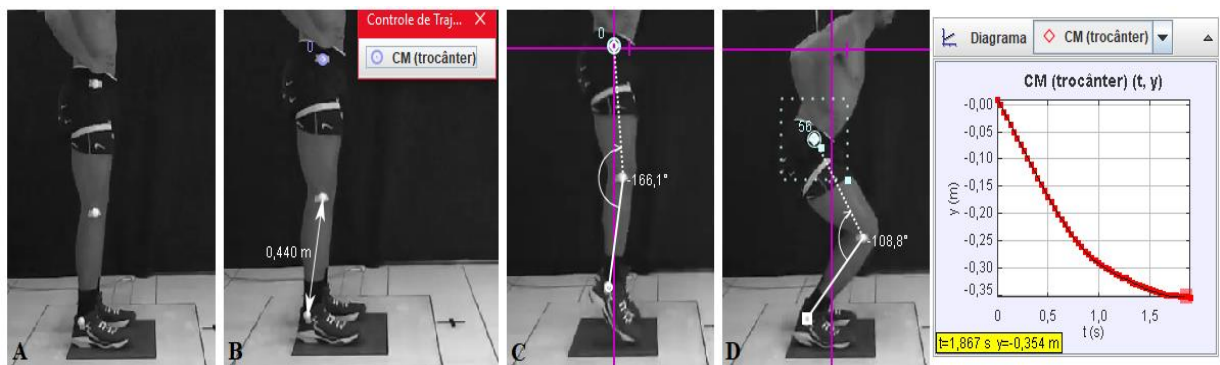 A
Controle de Traj... X
0
CM (trocânter)
0,440 m
B
0
-166,1°
C
56
-108,8°
D
Diagrama
CM (trocânter)
CM (trocânter) (t, y)
-0,00
-0,05
-0,10
-0,15
-0,20
-0,25
-0,30
-0,35
y (m)
0
0,5
1,0
1,5
t (s)
t=1,867 s y=-0,354 m